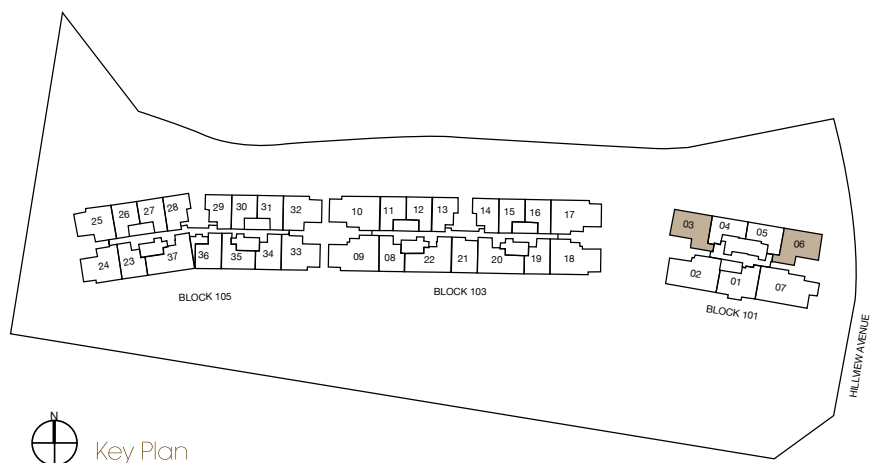 25 26 27 28 29 30 31 32 10 11 12 13 14 15 16 17
03 04 05 06
24 23 37 36 35 34 33 09 08 22 21 20 19 18
02 01 07
BLOCK 105
BLOCK 103
BLOCK 101
HILLVIEW AVENUE
N
Key Plan